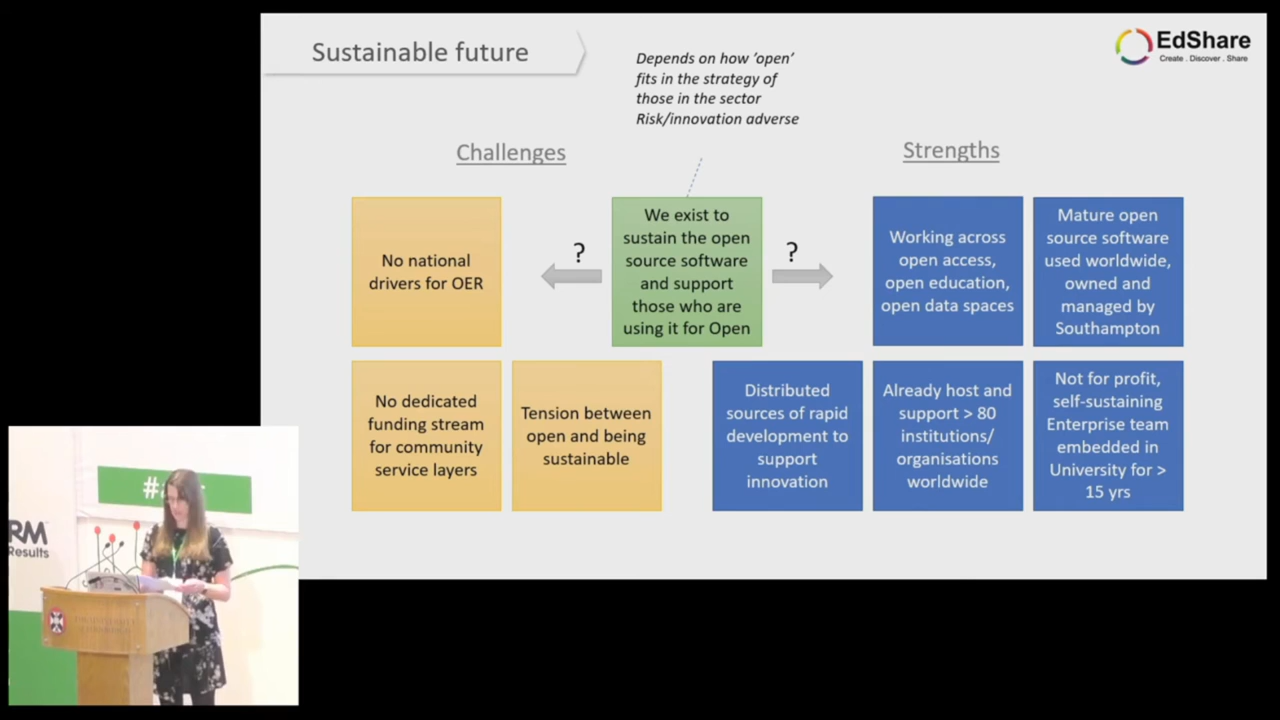 Sustainable future
Depends on how ‘open’
fits in the strategy of
those in the sector
Risk/innovation adverse
EdShare
Create . Discover . Share
Challenges
Strengths
No national
drivers for OER
?
We exist to
sustain the open
source software
and support
those who are
using it for Open
?
Working across
open access,
open education,
open data spaces
Mature open
source software
used worldwide,
owned and
managed by
Southampton
No dedicated
funding stream
for community
service layers
Tension between
open and being
sustainable
Distributed
sources of rapid
development to
support
innovation
Already host and
support > 80
institutions/
organisations
worldwide
Not for profit,
self-sustaining
Enterprise team
embedded in
University for >
15 yrs
RM
Results